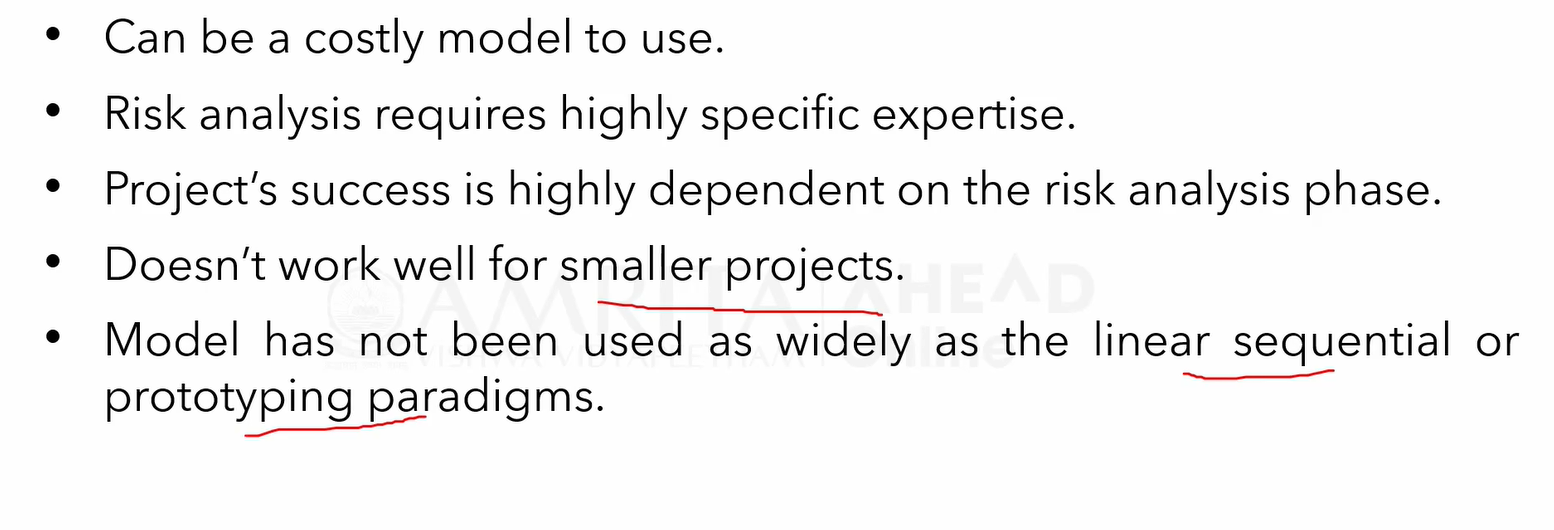 • Can be a costly model to use.
• Risk analysis requires highly specific expertise.
• Project’s success is highly dependent on the risk analysis phase.
• Doesn’t work well for smaller projects.
• Model has not been used as widely as the linear sequential or
prototyping paradigms.
AMRITA AHEAD
VISHWA VIDYAPEETHAM Online